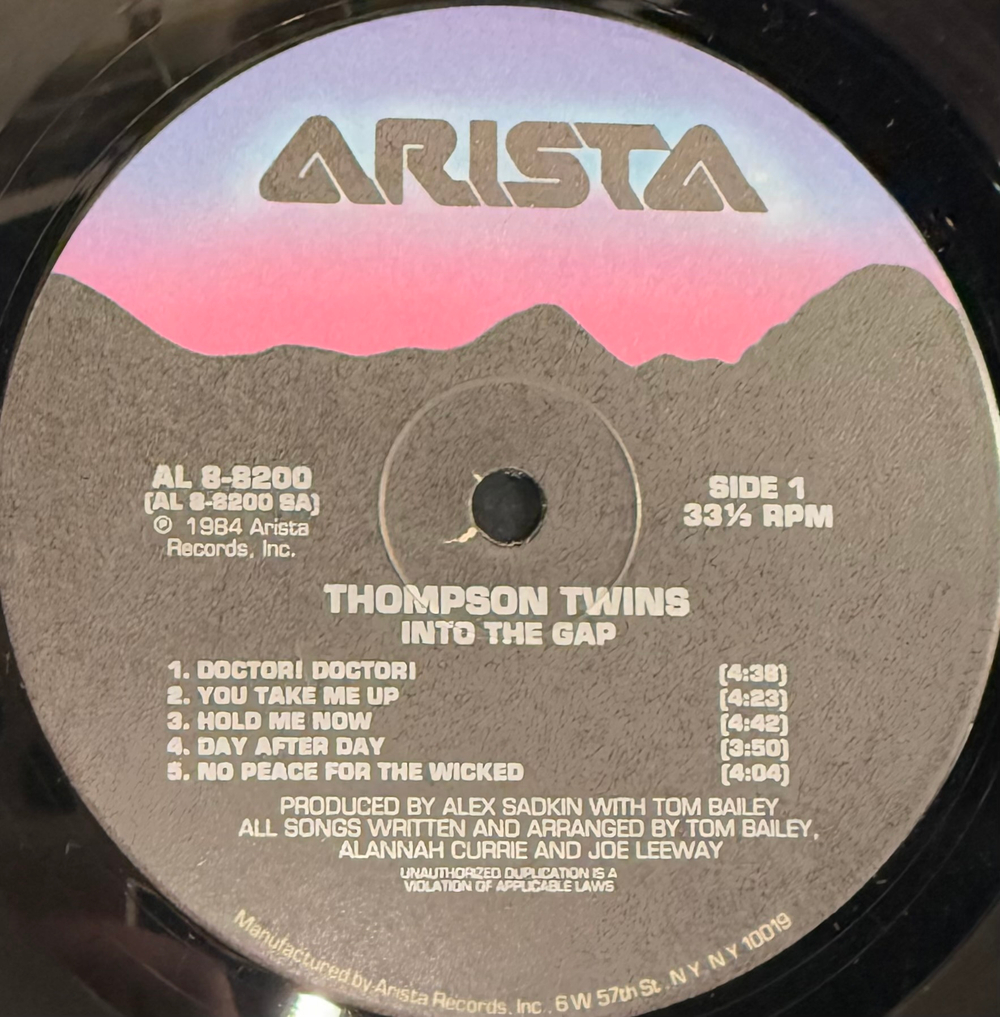 ARISTA
AL 8-8200
(AL 8-8200 SA)
℗ 1984 Arista
Records, Inc.
SIDE 1
33⅓ RPM
THOMPSON TWINS
INTO THE GAP
1. DOCTOR! DOCTOR! (4:38)
2. YOU TAKE ME UP (4:23)
3. HOLD ME NOW (4:42)
4. DAY AFTER DAY (3:50)
5. NO PEACE FOR THE WICKED (4:04)
PRODUCED BY ALEX SADKIN WITH TOM BAILEY
ALL SONGS WRITTEN AND ARRANGED BY TOM BAILEY,
ALANNAH CURRIE AND JOE LEEWAY
UNAUTHORIZED DUPLICATION IS A
VIOLATION OF APPLICABLE LAWS
Manufactured by Arista Records, Inc., 6 W 57th St., N.Y. N.Y 10019